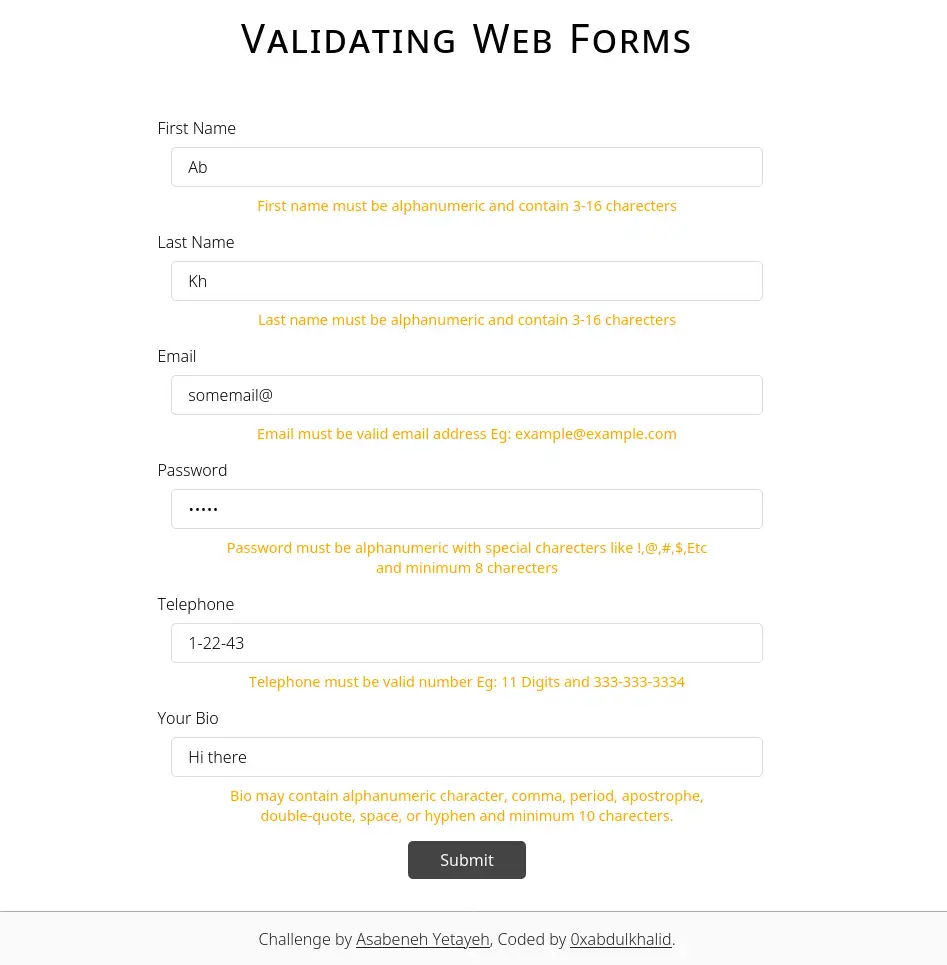 Validating Web Forms
First Name
Ab
First name must be alphanumeric and contain 3-16 charecters
Last Name
Kh
Last name must be alphanumeric and contain 3-16 charecters
Email
somemail@
Email must be valid email address Eg: example@example.com
Password
•••••
Password must be alphanumeric with special charecters like !,@,#,$,Etc
and minimum 8 charecters
Telephone
1-22-43
Telephone must be valid number Eg: 11 Digits and 333-333-3334
Your Bio
Hi there
Bio may contain alphanumeric character, comma, period, apostrophe,
double-quote, space, or hyphen and minimum 10 charecters.
Submit
Challenge by Asabeneh Yetayeh, Coded by 0xabdulkhalid.